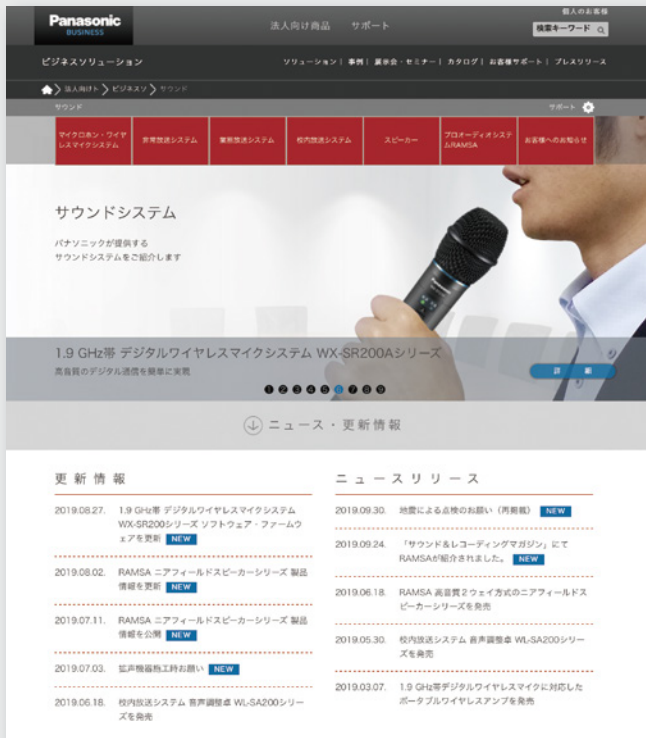 Panasonic
BUSINESS
個人のお客様
法人向け商品 サポート
検索キーワード
ビジネスソリューション
ソリューション | 事例 | 展示会・セミナー | カタログ | お客様サポート | プレスリリース
法人向け ビジネスソ サウンド
サウンド
サポート
マイクロホン・ワイヤ
レスマイクシステム
非常放送システム
業務放送システム
校内放送システム
スピーカー
プロオーディオシステ
ムRAMSA
お客様へのお知らせ
サウンドシステム
パナソニックが提供する
サウンドシステムをご紹介します
Panasonic
1.9 GHz帯 デジタルワイヤレスマイクシステム WX-SR200Aシリーズ
高音質のデジタル通信を簡単に実現
詳 細
1 2 3 4 5 6 7 8 9
ニュース・更新情報
更新情報
2019.08.27. 1.9 GHz帯 デジタルワイヤレスマイクシステム
WX-SR200シリーズ ソフトウェア・ファームウ
ェアを更新 NEW
2019.08.02. RAMSA ニアフィールドスピーカーシリーズ 製品
情報を更新 NEW
2019.07.11. RAMSA ニアフィールドスピーカーシリーズ 製品
情報を公開 NEW
2019.07.03. 拡声機器施工時お願い NEW
2019.06.18. 校内放送システム 音声調整卓 WL-SA200シリー
ズを発売
ニュースリリース
2019.09.30. 地震による点検のお願い（再掲載） NEW
2019.09.24. 「サウンド&レコーディングマガジン」にて
RAMSAが紹介されました。 NEW
2019.06.18. RAMSA 高音質2ウェイ方式のニアフィールドス
ピーカーシリーズを発売
2019.05.30. 校内放送システム 音声調整卓 WL-SA200シリー
ズを発売
2019.03.07. 1.9 GHz帯デジタルワイヤレスマイクに対応した
ポータブルワイヤレスアンプを発売